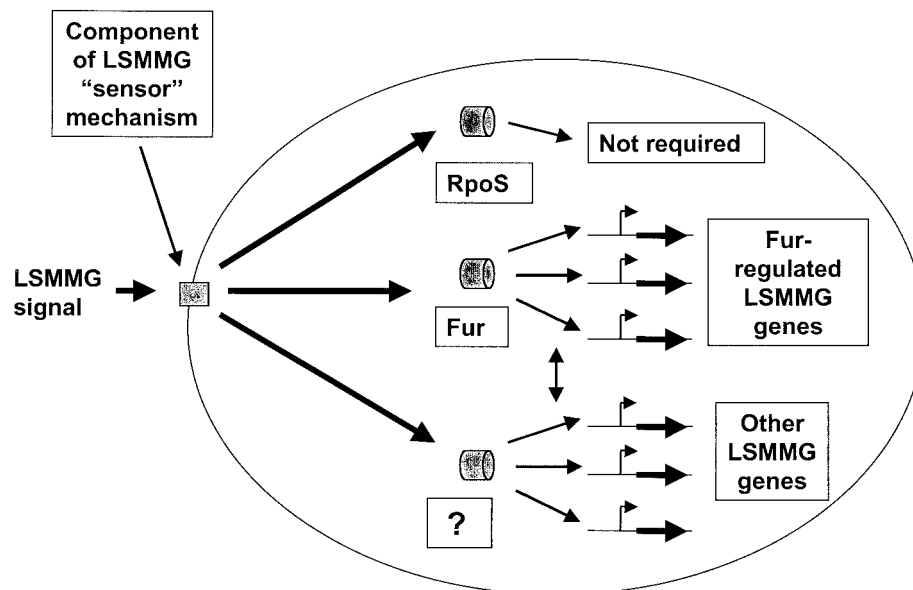 Component
of LSMMG
“sensor”
mechanism
Not required
RpoS
LSMMG
signal
Fur
Fur-
regulated
LSMMG
genes
?
Other
LSMMG
genes